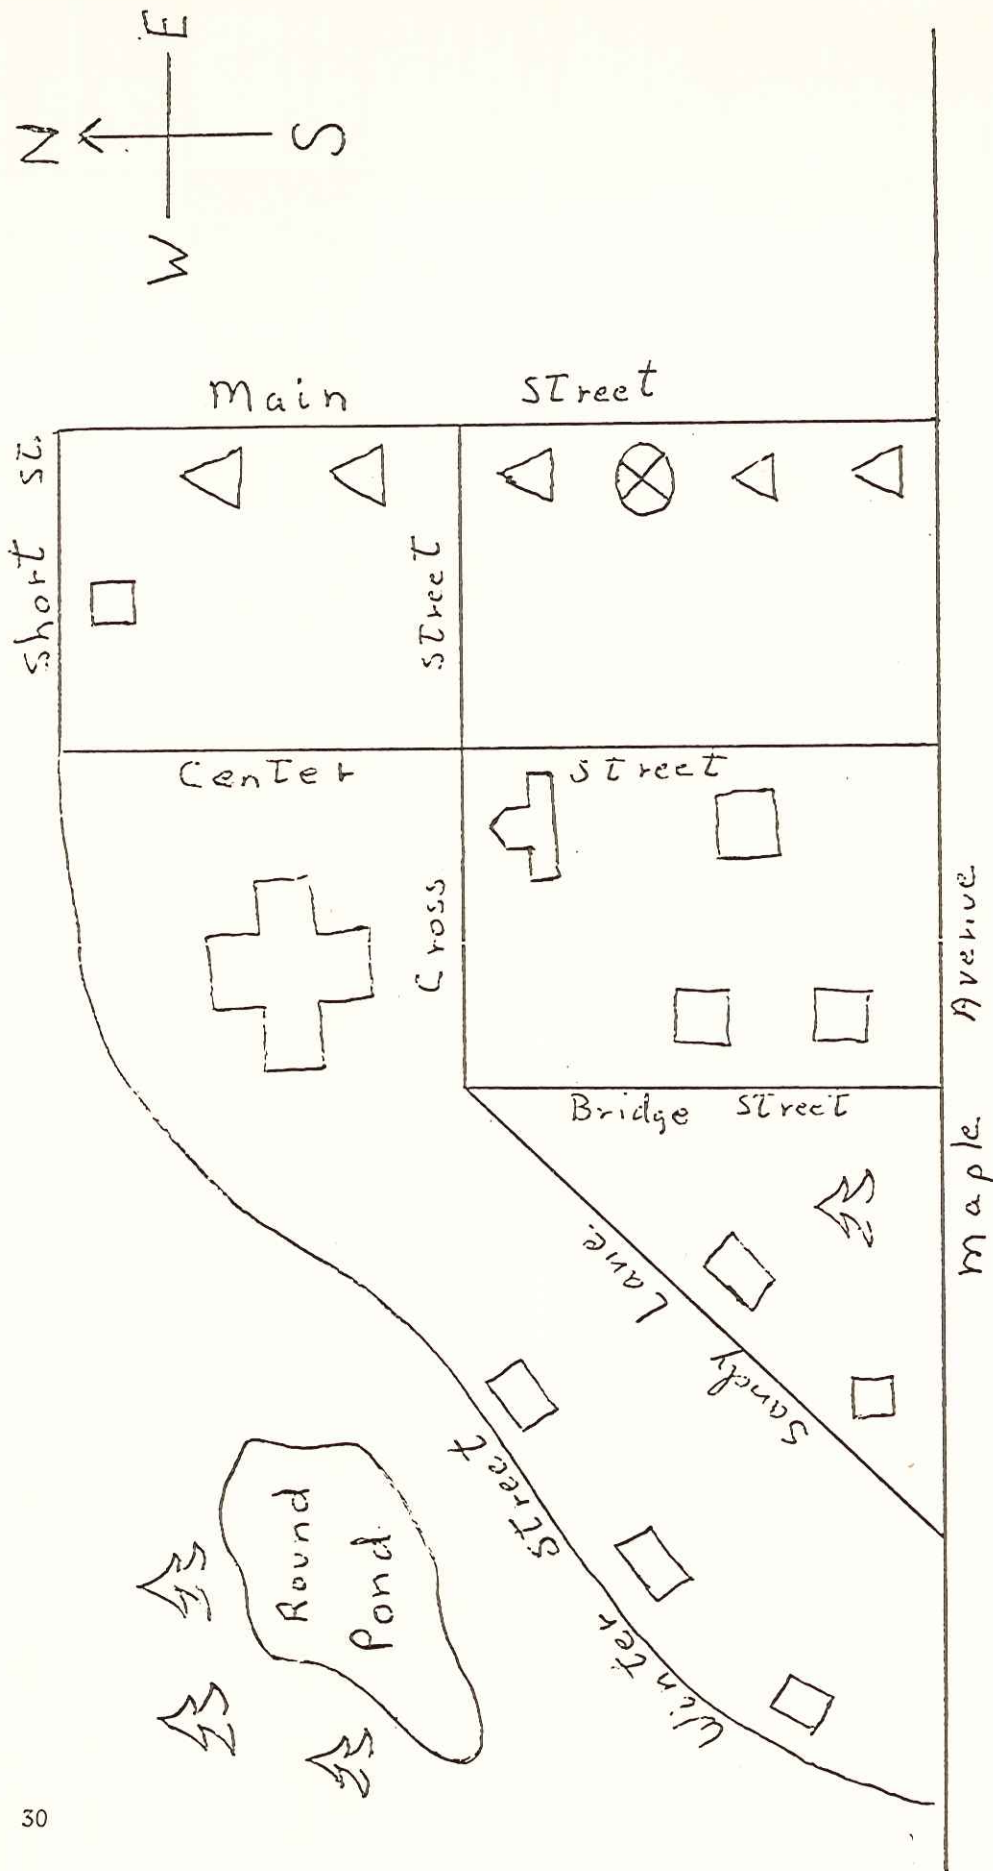 N
W E
S
Short St.
Main Street
Center Street
Cross Street
Bridge Street
Sandy Lane
Winter Street
Round
Pond
Maple Avenue
30